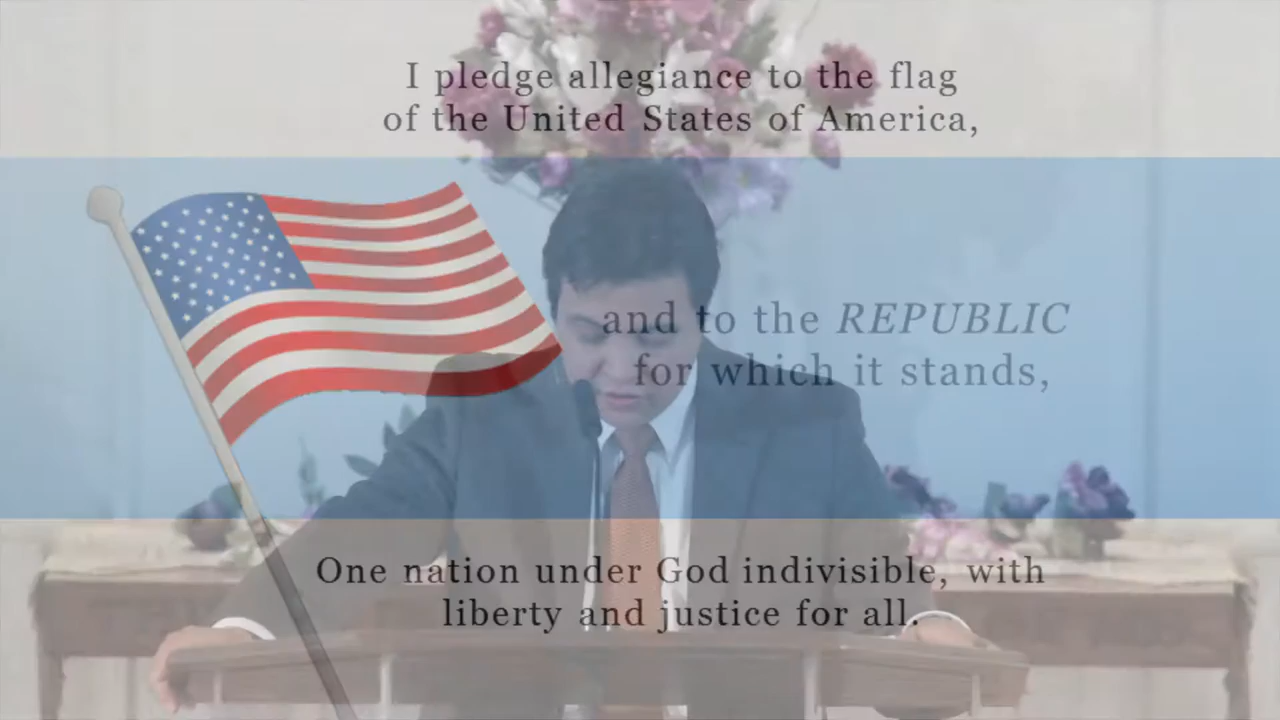 I pledge allegiance to the flag
of the United States of America,
and to the REPUBLIC
for which it stands,
One nation under God indivisible, with
liberty and justice for all.